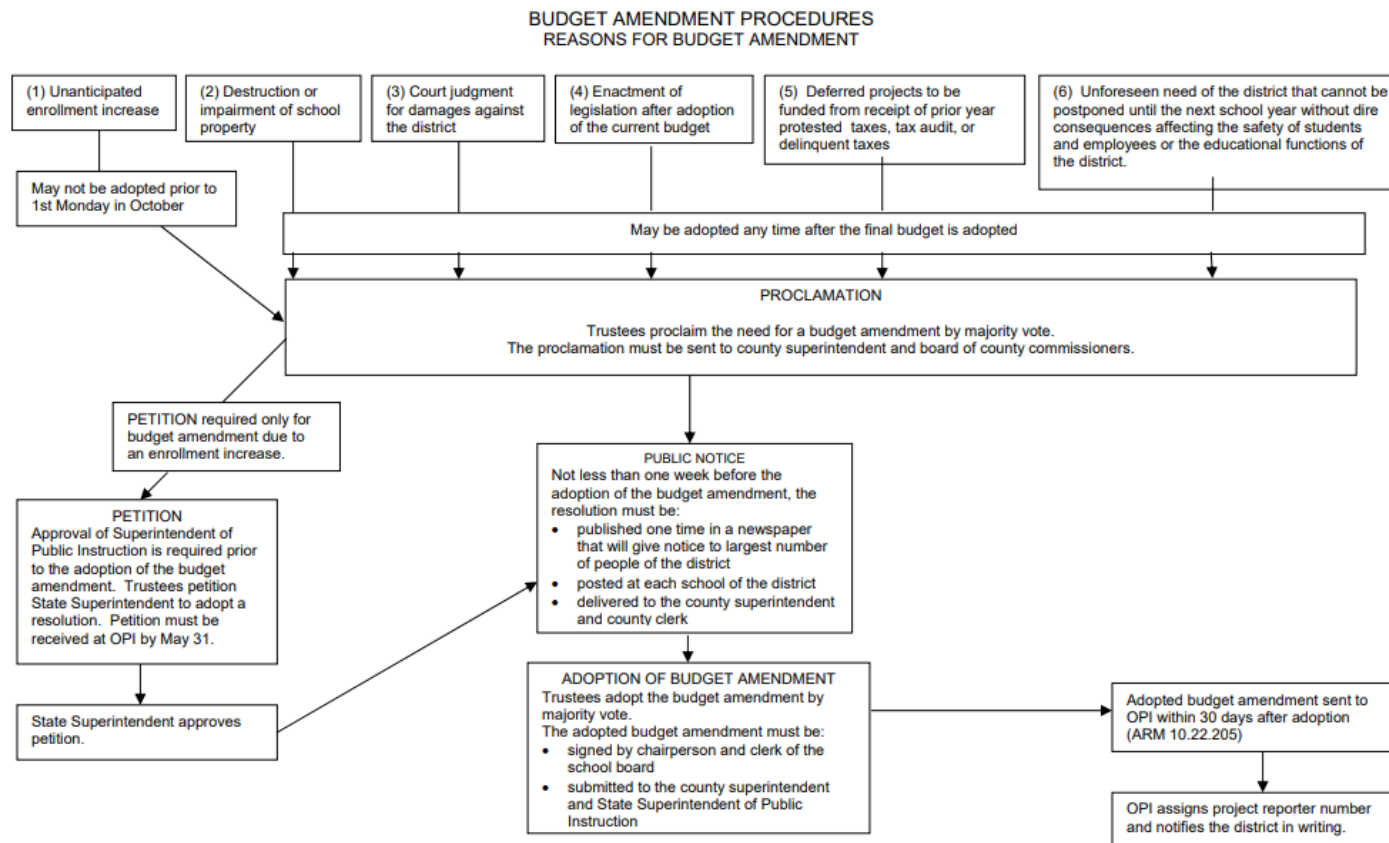 BUDGET AMENDMENT PROCEDURES
REASONS FOR BUDGET AMENDMENT
(1) Unanticipated
enrollment increase
(2) Destruction or
impairment of school
property
(3) Court judgment
for damages against
the district
(4) Enactment of
legislation after adoption
of the current budget
(5) Deferred projects to be
funded from receipt of prior year
protested taxes, tax audit, or
delinquent taxes
(6) Unforeseen need of the district that cannot be
postponed until the next school year without dire
consequences affecting the safety of students
and employees or the educational functions of
the district.
May not be adopted prior to
1st Monday in October
May be adopted any time after the final budget is adopted
PROCLAMATION
Trustees proclaim the need for a budget amendment by majority vote.
The proclamation must be sent to county superintendent and board of county commissioners.
PETITION required only for
budget amendment due to
an enrollment increase.
PETITION
Approval of Superintendent of
Public Instruction is required prior
to the adoption of the budget
amendment. Trustees petition
State Superintendent to adopt a
resolution. Petition must be
received at OPI by May 31.
State Superintendent approves
petition.
PUBLIC NOTICE
Not less than one week before the
adoption of the budget amendment, the
resolution must be:
• published one time in a newspaper
that will give notice to largest number
of people of the district
• posted at each school of the district
• delivered to the county superintendent
and county clerk
ADOPTION OF BUDGET AMENDMENT
Trustees adopt the budget amendment by
majority vote.
The adopted budget amendment must be:
• signed by chairperson and clerk of the
school board
• submitted to the county superintendent
and State Superintendent of Public
Instruction
Adopted budget amendment sent to
OPI within 30 days after adoption
(ARM 10.22.205)
OPI assigns project reporter number
and notifies the district in writing.